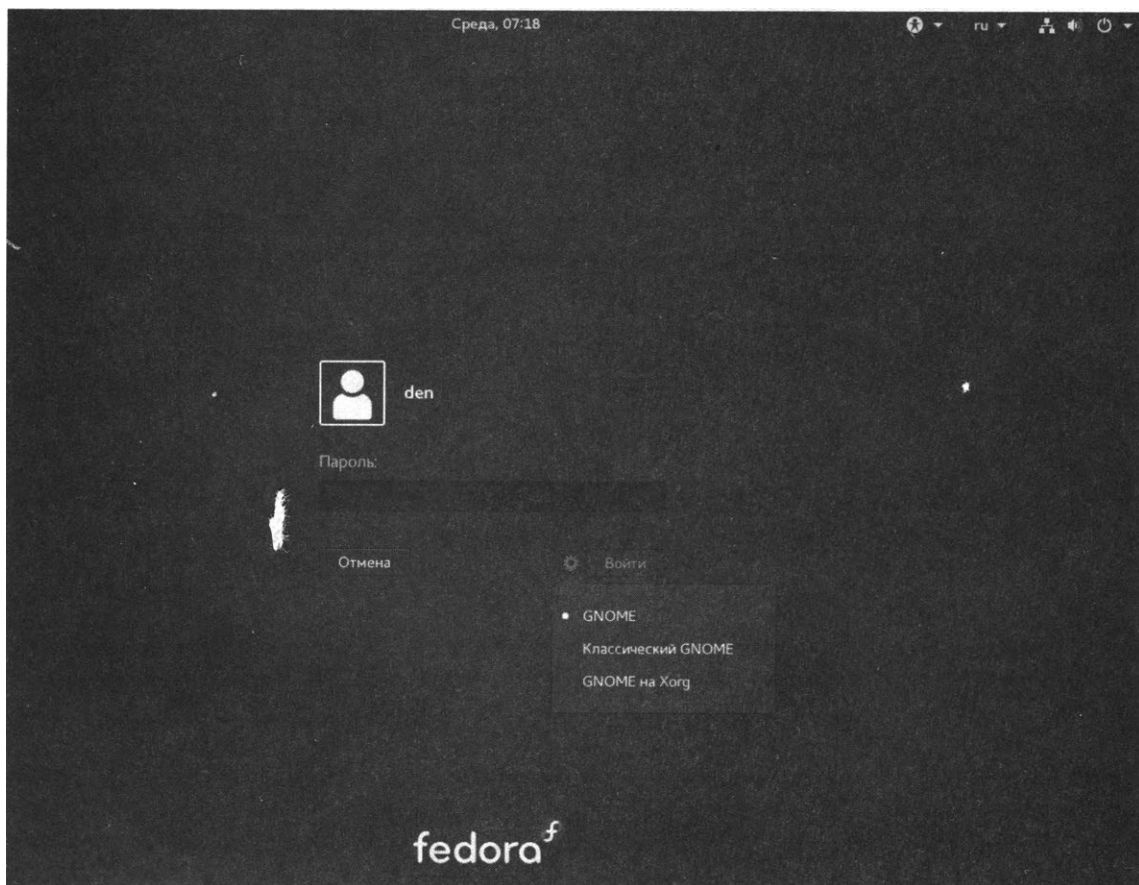 Среда, 07:18
ru
den
Пароль:
Отмена
Войти
GNOME
Классический GNOME
GNOME на Xorg
fedora